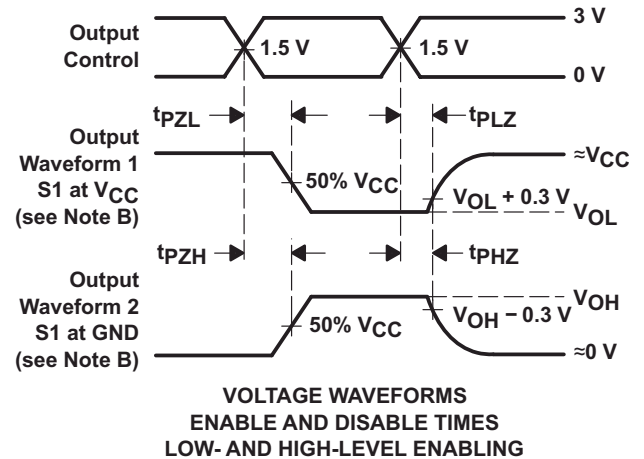 3 V
Output
Control
1.5 V
1.5 V
0 V
tPZL
tPLZ
Output
Waveform 1
S1 at VCC
(see Note B)
≈VCC
50% VCC
VOL + 0.3 V
VOL
tPZH
tPHZ
Output
Waveform 2
S1 at GND
(see Note B)
VOH
VOH − 0.3 V
50% VCC
≈0 V
VOLTAGE WAVEFORMS
ENABLE AND DISABLE TIMES
LOW- AND HIGH-LEVEL ENABLING